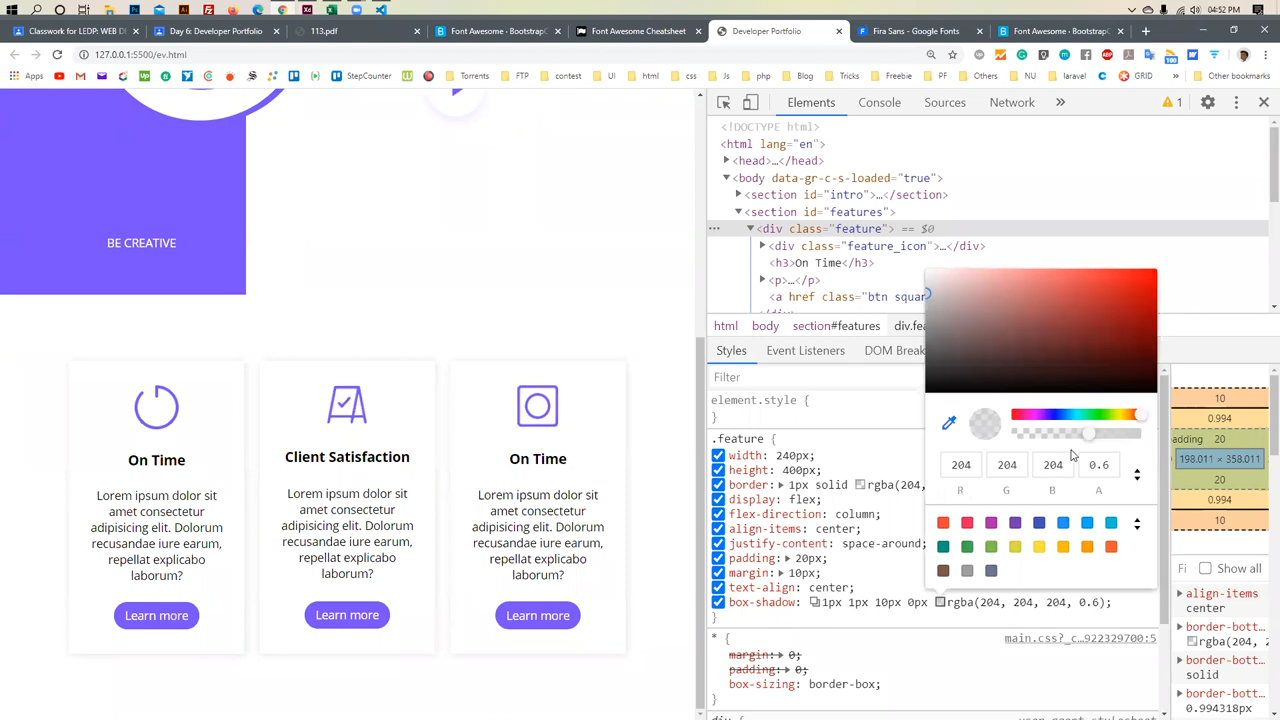 04:52 PM
Classwork for LEDP: WEB D
Day 6: Developer Portfolio
113.pdf
Font Awesome · BootstrapC
Font Awesome Cheatsheet
Developer Portfolio
Fira Sans - Google Fonts
Font Awesome · BootstrapC
127.0.0.1:5500/ev.html
Apps
StepCounter
Torrents
FTP
contest
UI
html
css
Js
php
Blog
Tricks
Freebie
PF
Others
NU
laravel
GRID
Other bookmarks
BE CREATIVE
On Time
Lorem ipsum dolor sit
amet consectetur
adipisicing elit. Dolorum
recusandae iure earum,
repellat explicabo
laborum?
Learn more
Client Satisfaction
Lorem ipsum dolor sit
amet consectetur
adipisicing elit. Dolorum
recusandae iure earum,
repellat explicabo
laborum?
Learn more
On Time
Lorem ipsum dolor sit
amet consectetur
adipisicing elit. Dolorum
recusandae iure earum,
repellat explicabo
laborum?
Learn more
Elements Console Sources Network 1
<!DOCTYPE html>
<html lang="en">
<head>…</head>
<body data-gr-c-s-loaded="true">
<section id="intro">…</section>
<section id="features">
<div class="feature"> == $0
<div class="feature_icon">…</div>
<h3>On Time</h3>
<p>…</p>
<a href class="btn squar
html body section#features div.fea
Styles Event Listeners DOM Break
Filter
element.style {
}
.feature {
width: 240px;
height: 400px;
border: 1px solid rgba(204,
display: flex;
flex-direction: column;
align-items: center;
justify-content: space-around;
padding: 20px;
margin: 10px;
text-align: center;
box-shadow: 1px 1px 10px 0px rgba(204, 204, 204, 0.6);
}
* {
main.css?_c…922329700:5
margin: 0;
padding: 0;
box-sizing: border-box;
}
204 204 204 0.6
R G B A
10
0.994
adding 20
198.011 × 358.011
20
0.994
10
Fi Show all
align-items
center
border-bott…
rgba(204, 2
border-bott…
solid
border-bott…
0.994318px